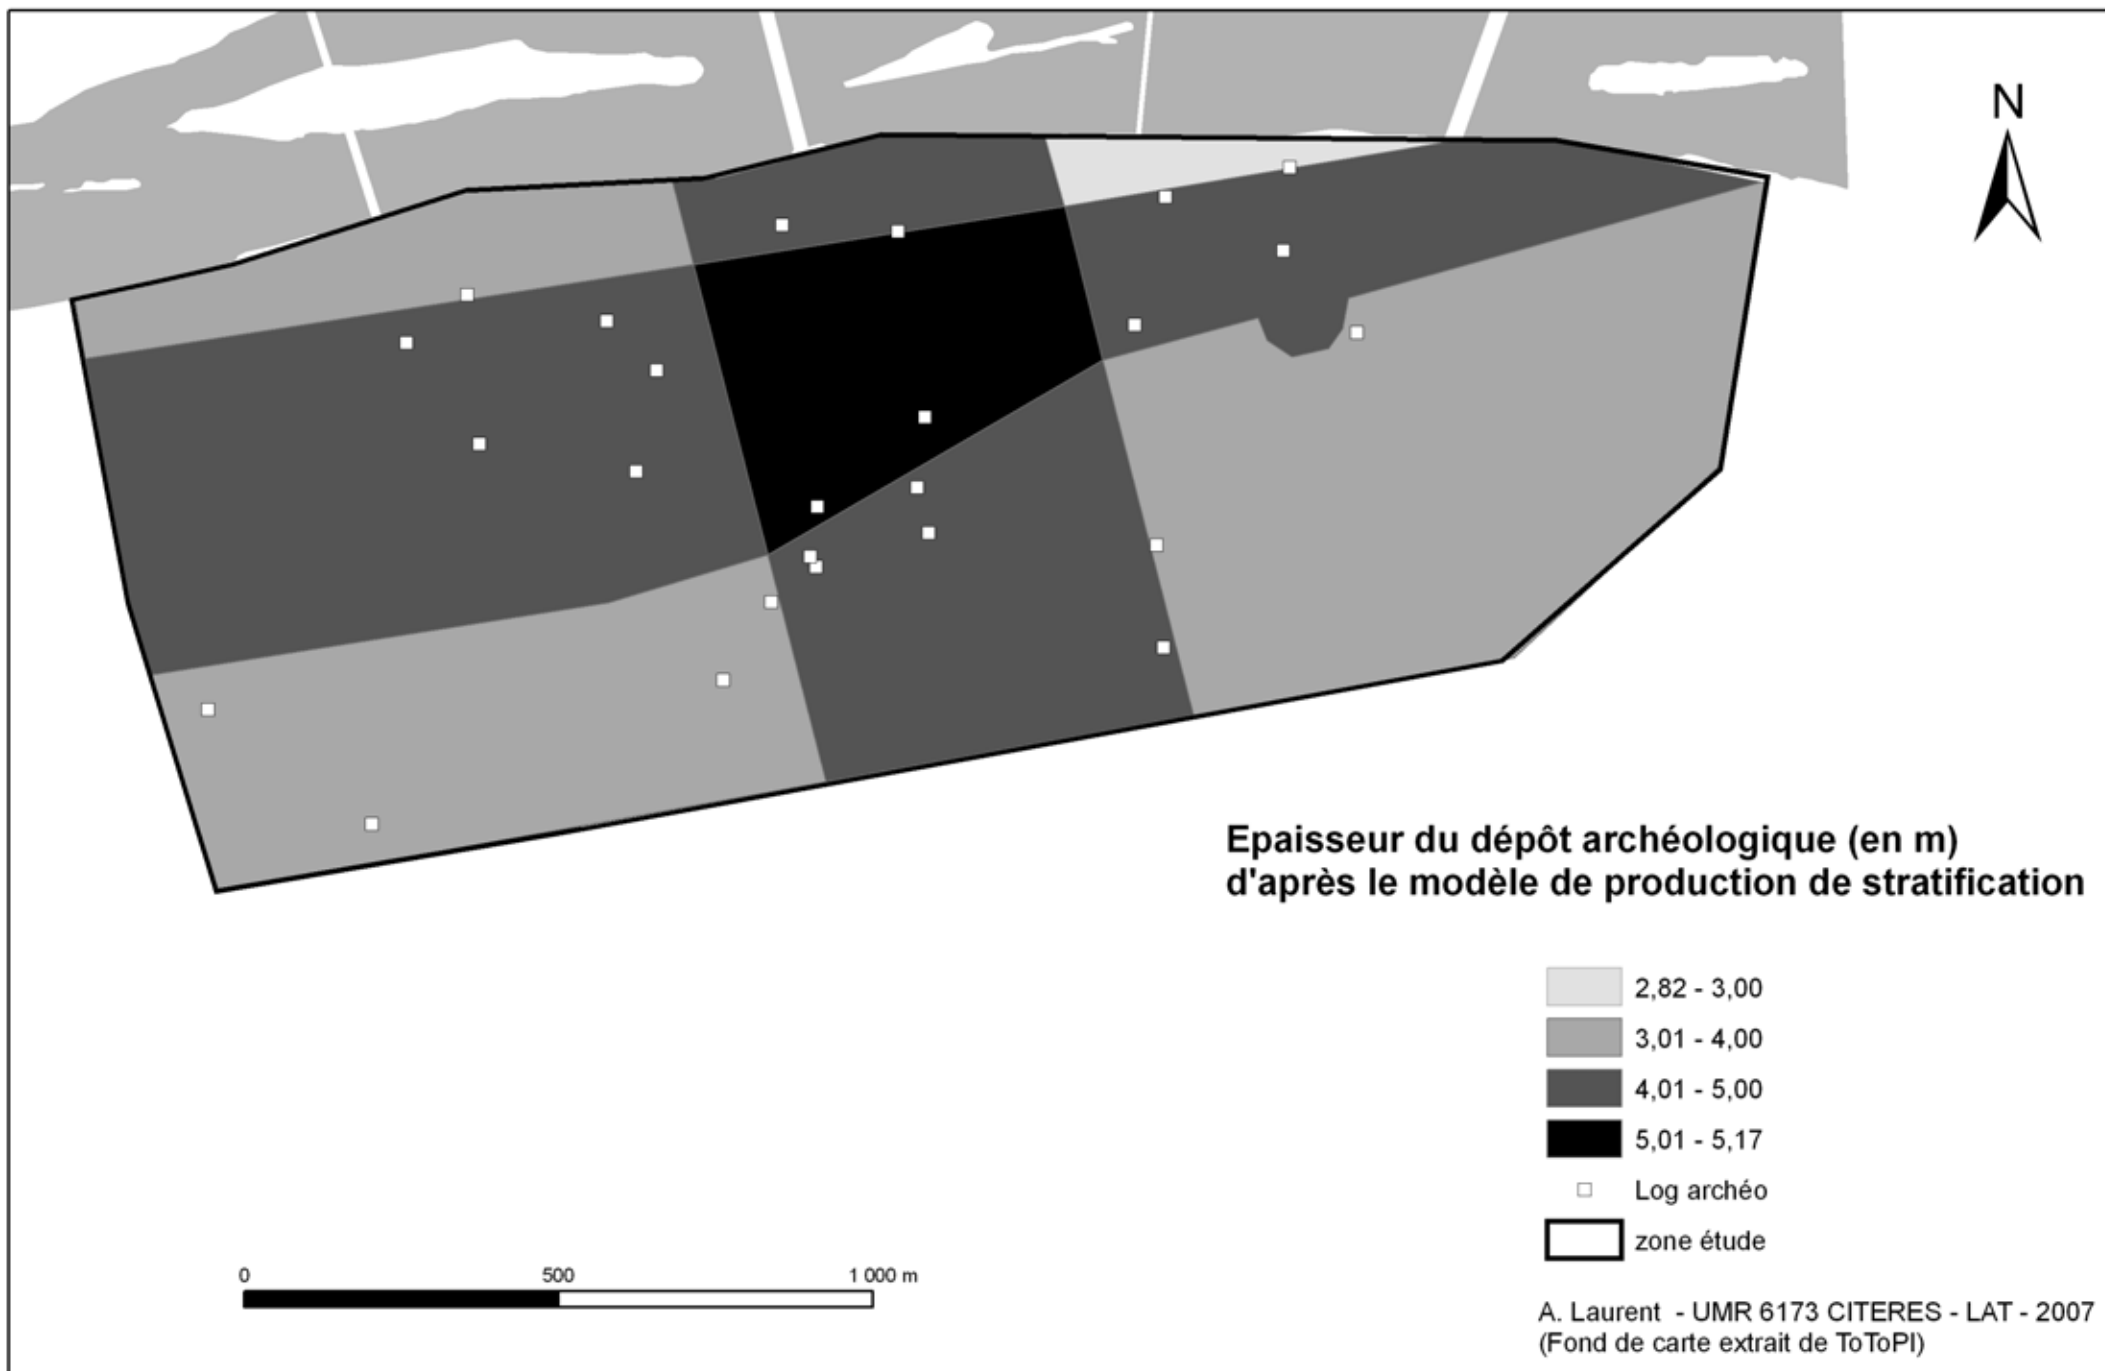 N
Epaisseur du dépôt archéologique (en m)
d'après le modèle de production de stratification
2,82 - 3,00
3,01 - 4,00
4,01 - 5,00
5,01 - 5,17
Log archéo
zone étude
0 500 1 000 m
A. Laurent - UMR 6173 CITERES - LAT - 2007
(Fond de carte extrait de ToToPI)